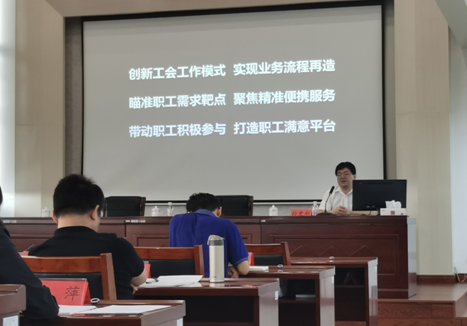 创新工会工作模式 实现业务流程再造
瞄准职工需求靶点 聚焦精准便携服务
带动职工积极参与 打造职工满意平台
萍